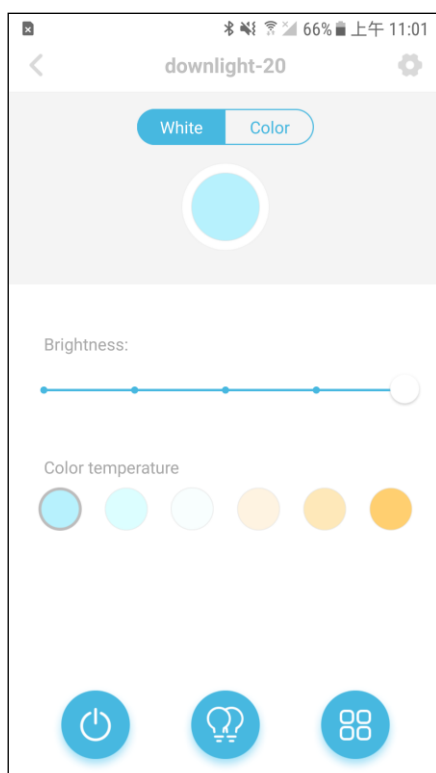 66% 上午 11:01
downlight-20
White Color
Brightness:
Color temperature